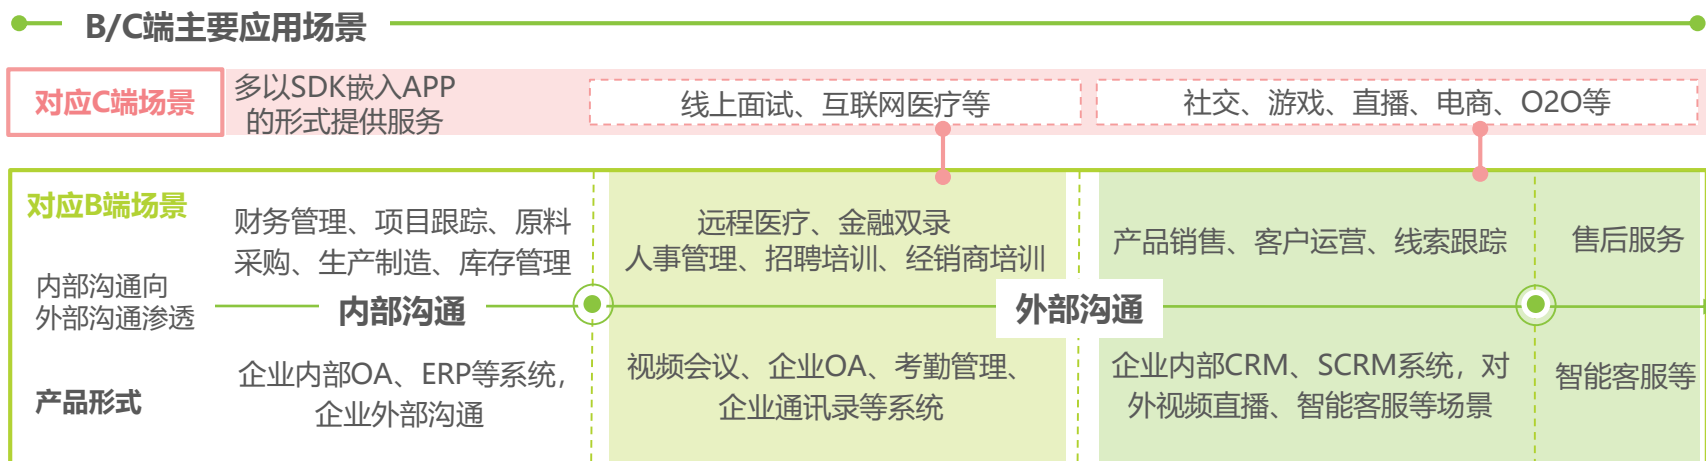 B/C端主要应用场景
对应C端场景
多以SDK嵌入APP
的形式提供服务
线上面试、互联网医疗等
社交、游戏、直播、电商、O2O等
对应B端场景
财务管理、项目跟踪、原料
采购、生产制造、库存管理
远程医疗、金融双录
人事管理、招聘培训、经销商培训
产品销售、客户运营、线索跟踪
售后服务
内部沟通向
外部沟通渗透
内部沟通
外部沟通
产品形式
企业内部OA、ERP等系统，
企业外部沟通
视频会议、企业OA、考勤管理、
企业通讯录等系统
企业内部CRM、SCRM系统，对
外视频直播、智能客服等场景
智能客服等